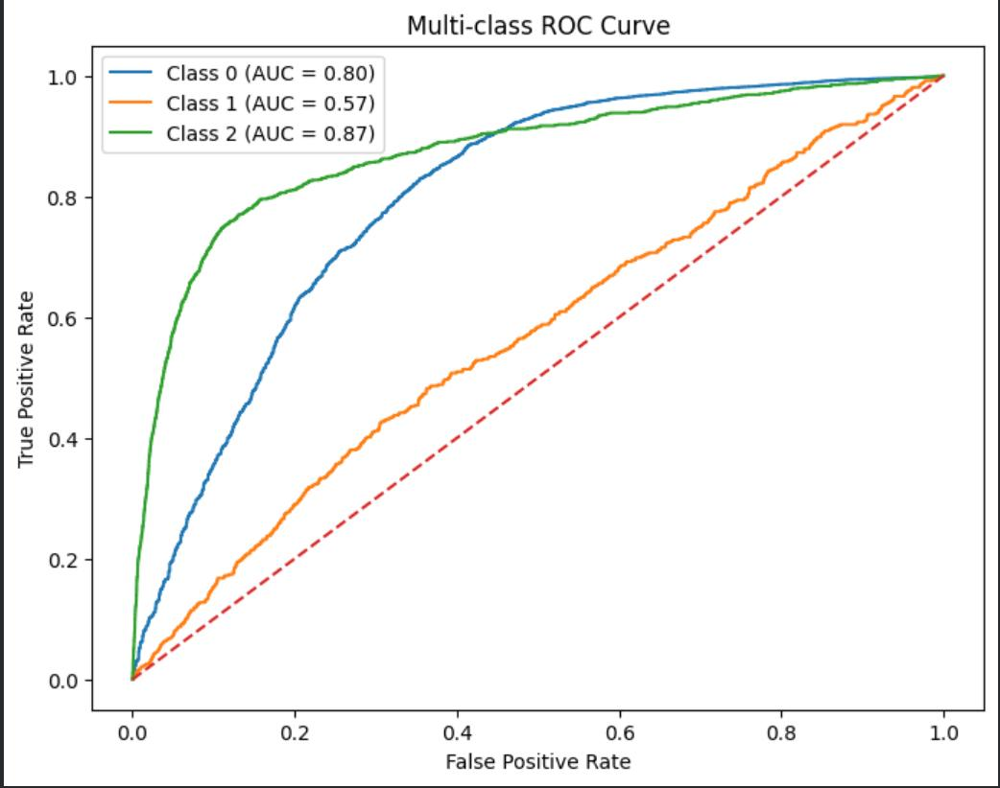 Multi-class ROC Curve
Class 0 (AUC = 0.80)
Class 1 (AUC = 0.57)
Class 2 (AUC = 0.87)
1.0
0.8
0.6
0.4
0.2
0.0
True Positive Rate
0.0 0.2 0.4 0.6 0.8 1.0
False Positive Rate